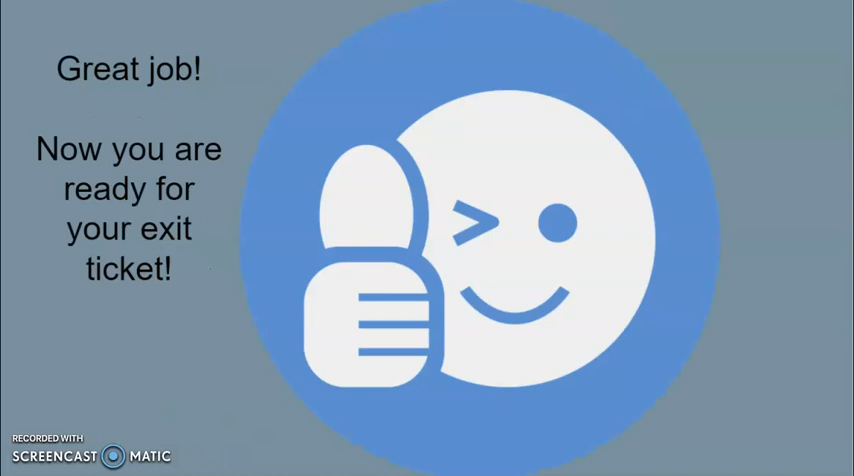 Great job!
Now you are
ready for
your exit
ticket!
RECORDED WITH
SCREENCAST MATIC